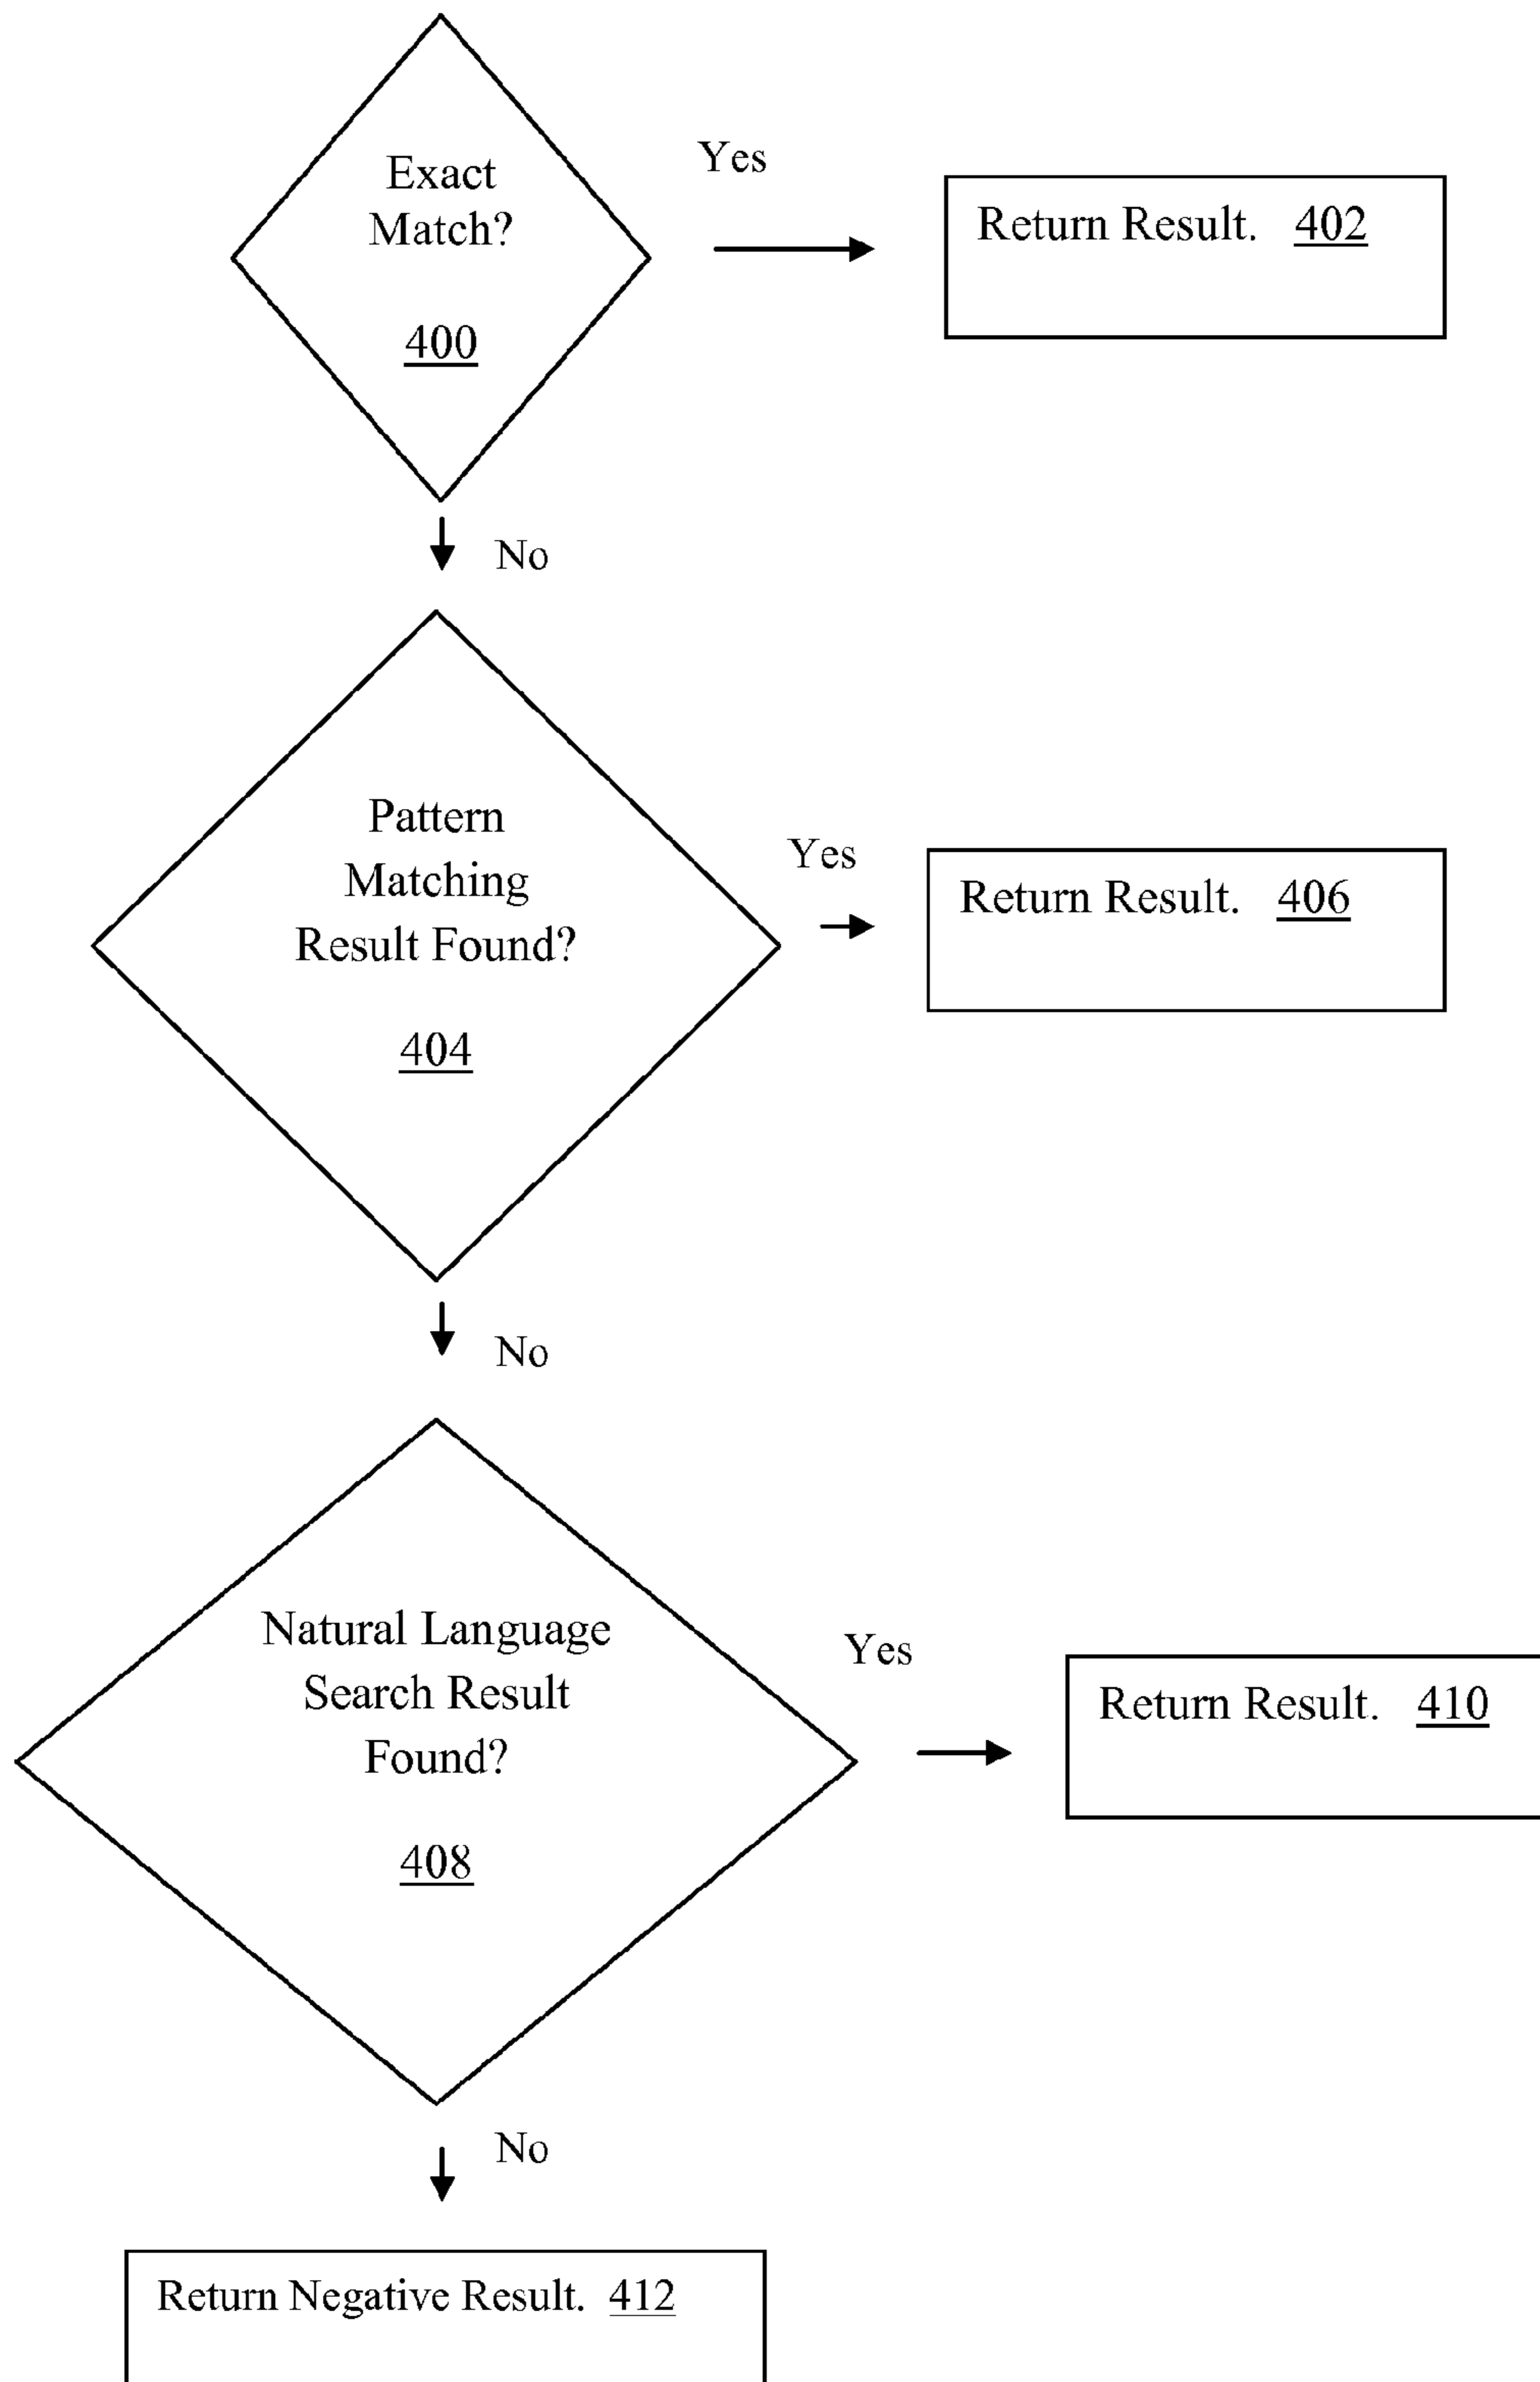 Exact
Match?
400
Yes
Return Result. 402
No
Pattern
Matching
Result Found?
404
Yes
Return Result. 406
No
Natural Language
Search Result
Found?
408
Yes
Return Result. 410
No
Return Negative Result. 412